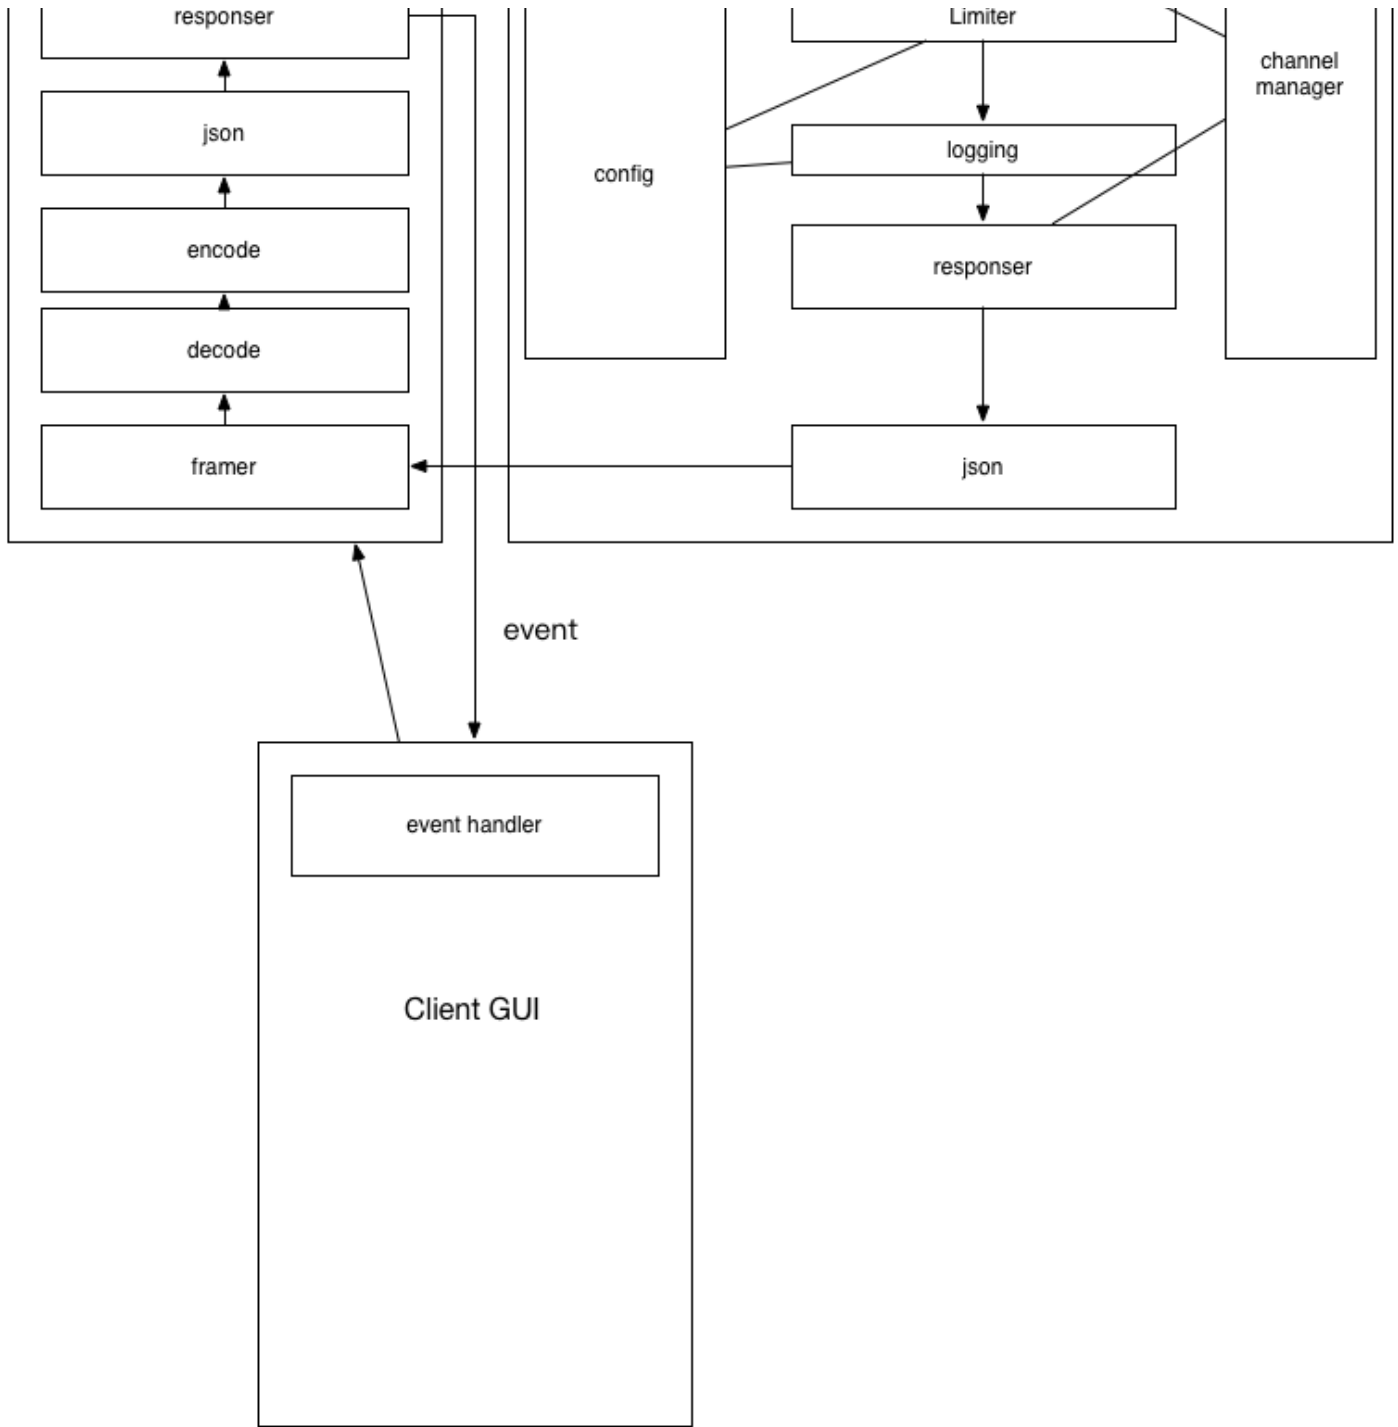 responser
json
encode
decode
framer
config
Limiter
logging
responser
json
channel
manager
event
event handler
Client GUI